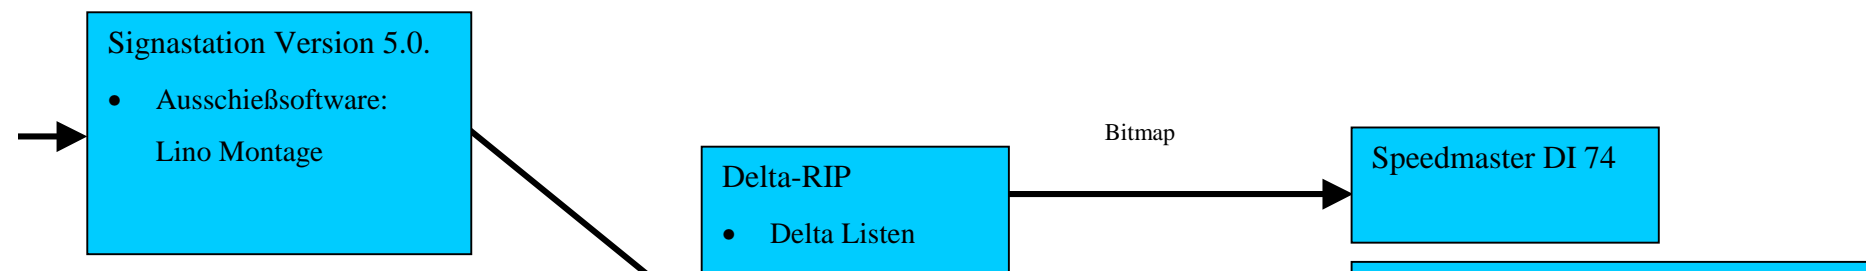 Signastation Version 5.0.
• Ausschießsoftware:
Lino Montage
Delta-RIP
• Delta Listen
Bitmap
Speedmaster DI 74